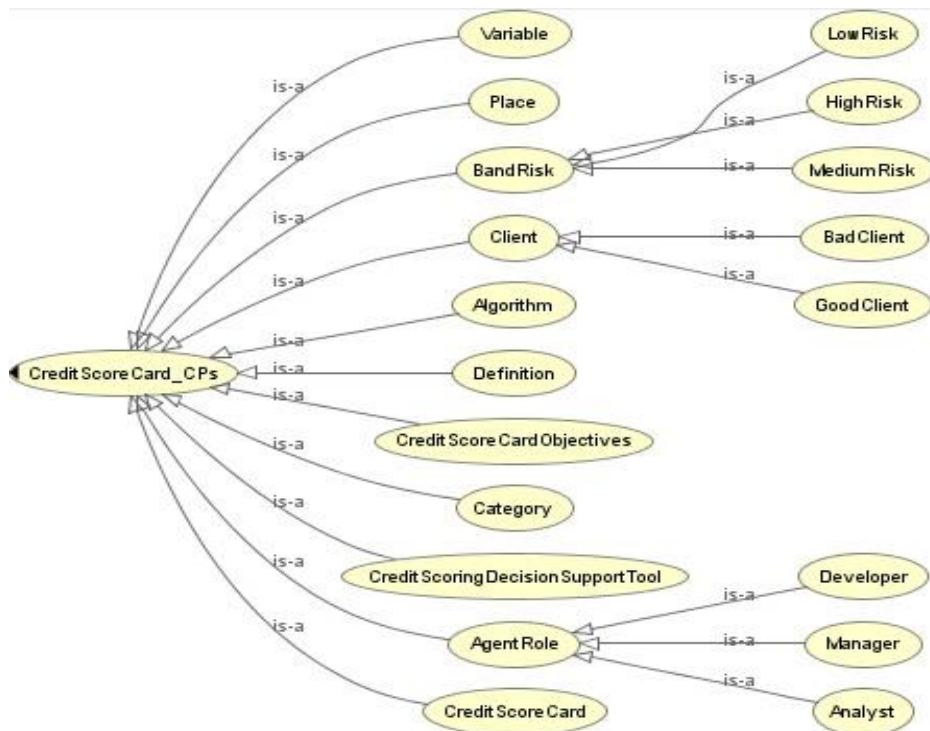 Variable
Low Risk
is-a
is-a
Place
High Risk
is-a
is-a
Band Risk
is-a
Medium Risk
is-a
Client
is-a
Bad Client
is-a
is-a
Algorithm
Good Client
is-a
Credit Score Card_CPs
is-a
Definition
is-a
Credit Score Card Objectives
is-a
Category
is-a
Credit Scoring Decision Support Tool
Developer
is-a
is-a
Agent Role
is-a
Manager
is-a
is-a
Credit Score Card
Analyst